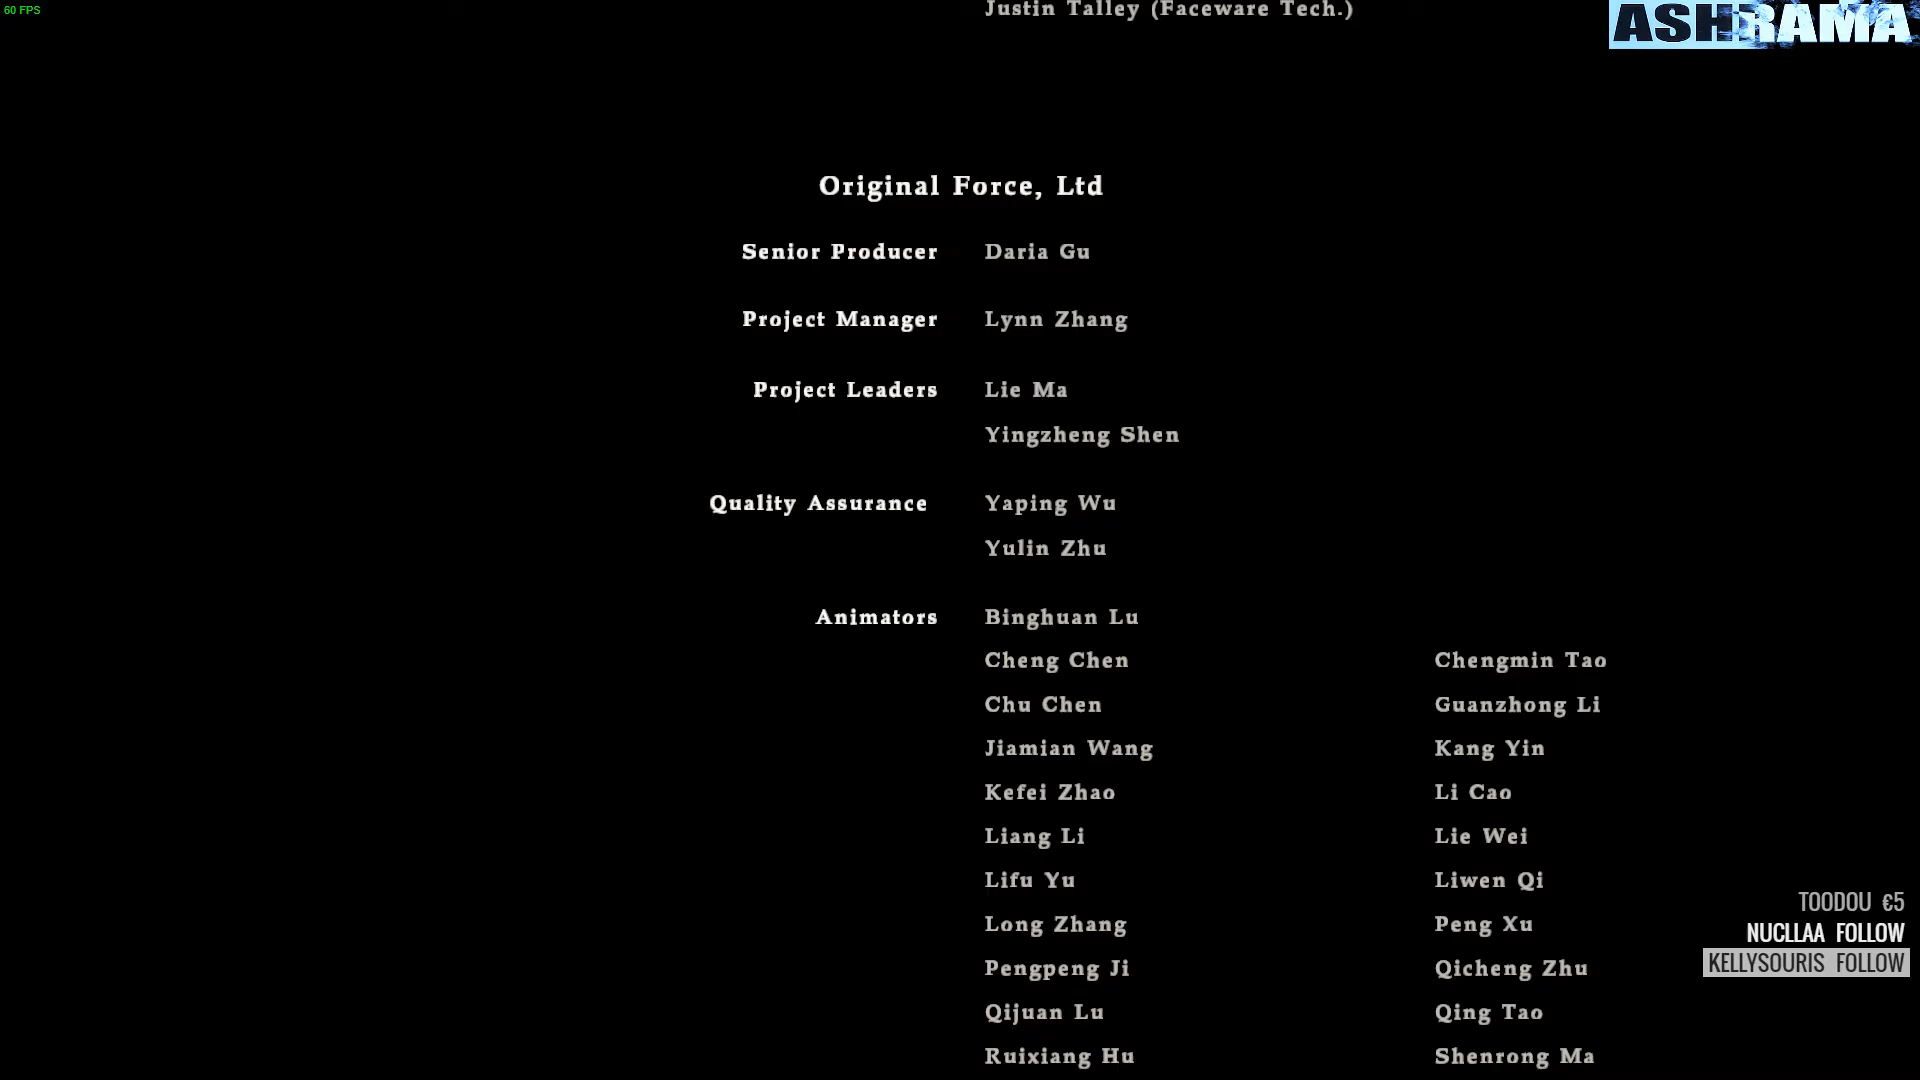 60 FPS
Justin Talley (Faceware Tech.)
ASHRAMA
Original Force, Ltd
Senior Producer Daria Gu
Project Manager Lynn Zhang
Project Leaders Lie Ma
Yingzheng Shen
Quality Assurance Yaping Wu
Yulin Zhu
Animators Binghuan Lu
Cheng Chen Chengmin Tao
Chu Chen Guanzhong Li
Jiamian Wang Kang Yin
Kefei Zhao Li Cao
Liang Li Lie Wei
Lifu Yu Liwen Qi
Long Zhang Peng Xu
Pengpeng Ji Qicheng Zhu
Qijuan Lu Qing Tao
Ruixiang Hu Shenrong Ma
TOODOU €5
NUCLLAA FOLLOW
KELLYSOURIS FOLLOW